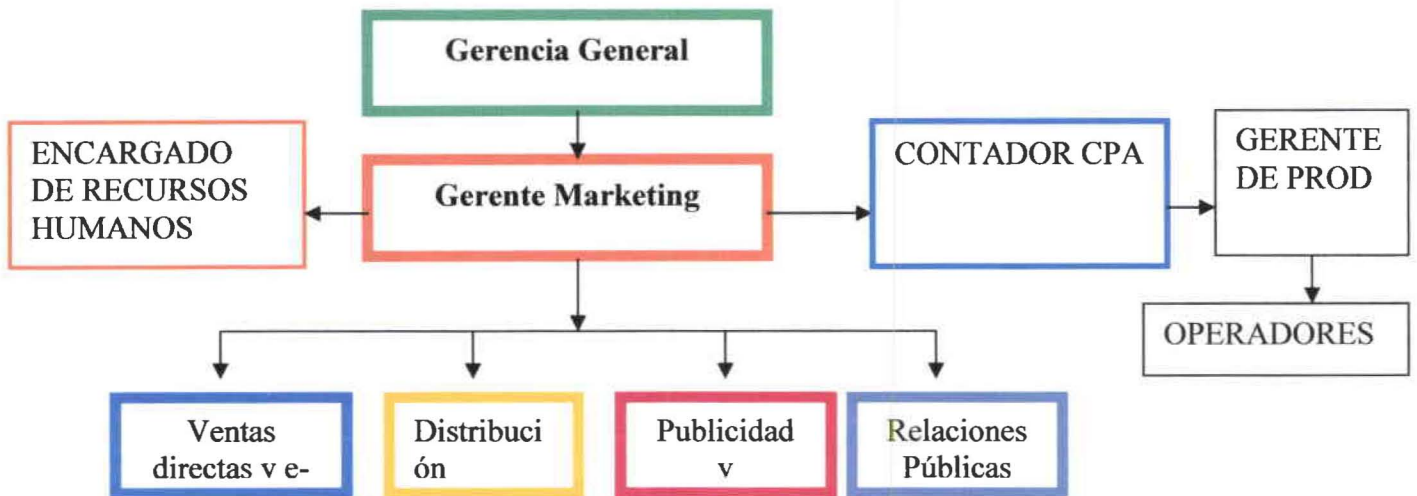 Gerencia General
ENCARGADO
DE RECURSOS
HUMANOS
Gerente Marketing
CONTADOR CPA
GERENTE
DE PROD
OPERADORES
Ventas
directas y e-
Distribuci
ón
Publicidad
y
Relaciones
Públicas